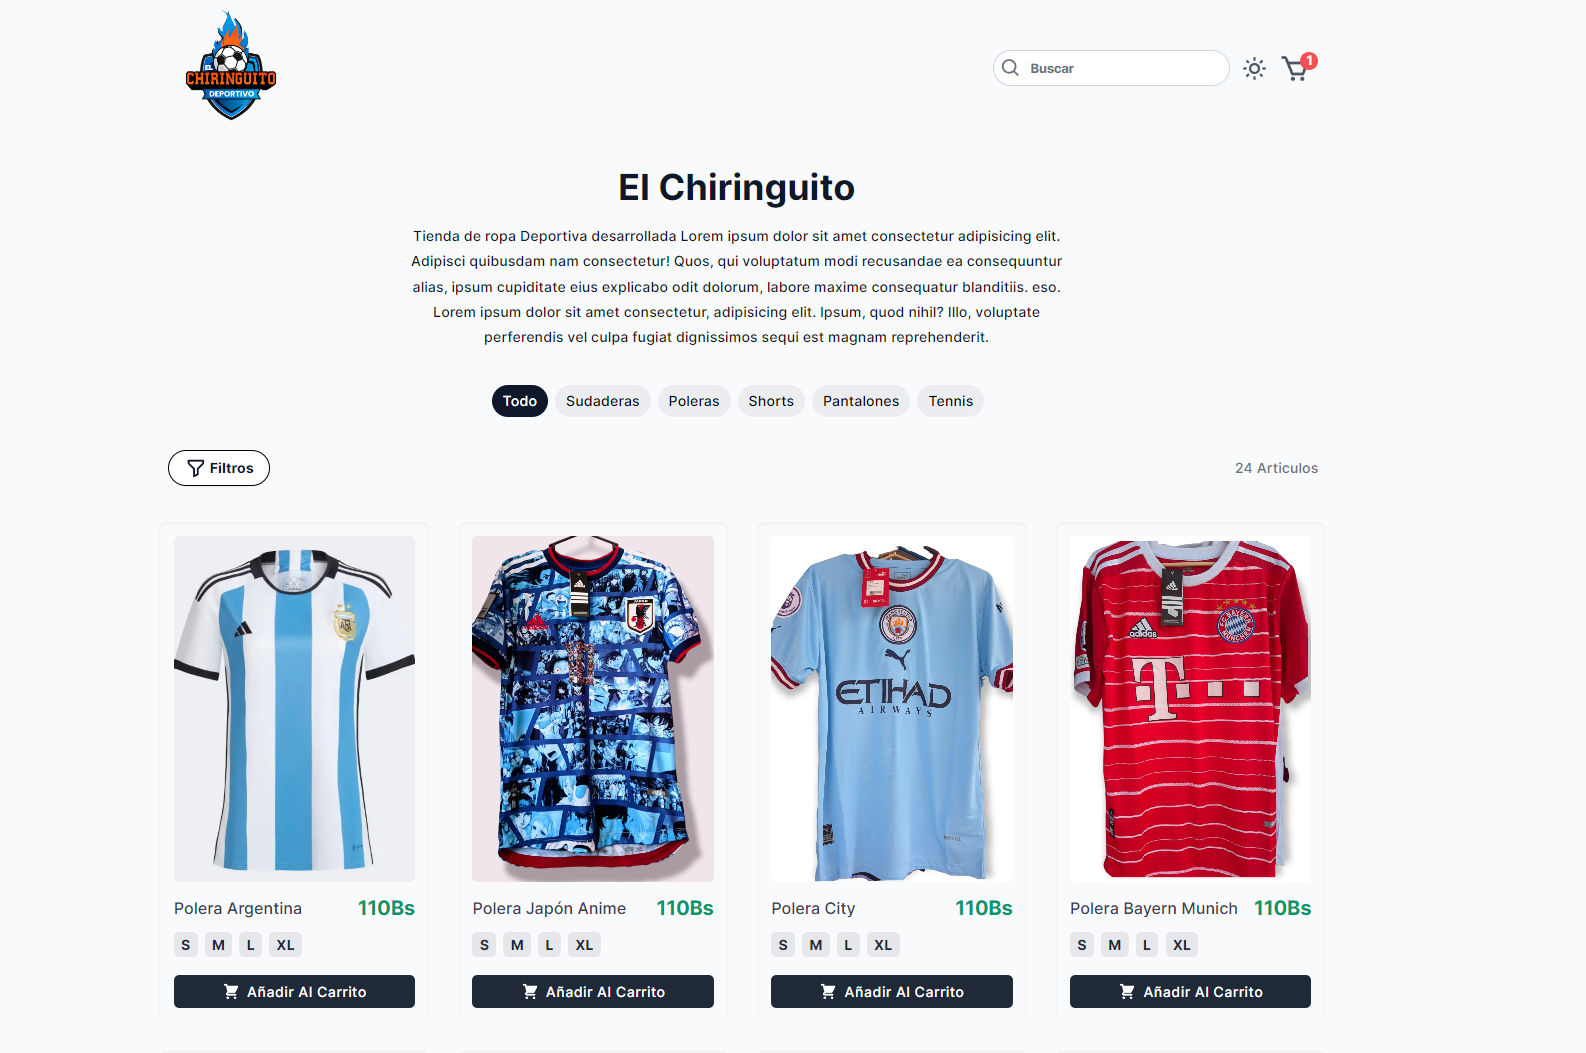 EL
CHIRINGUITO
DEPORTIVO
Buscar
1
El Chiringuito
Tienda de ropa Deportiva desarrollada Lorem ipsum dolor sit amet consectetur adipisicing elit.
Adipisci quibusdam nam consectetur! Quos, qui voluptatum modi recusandae ea consequuntur
alias, ipsum cupiditate eius explicabo odit dolorum, labore maxime consequatur blanditiis. eso.
Lorem ipsum dolor sit amet consectetur, adipisicing elit. Ipsum, quod nihil? Illo, voluptate
perferendis vel culpa fugiat dignissimos sequi est magnam reprehenderit.
Todo Sudaderas Poleras Shorts Pantalones Tennis
Filtros
24 Articulos
AFA
adidas
ETIHAD
AIRWAYS
adidas
T
Polera Argentina 110Bs
S M L XL
Añadir Al Carrito
Polera Japón Anime 110Bs
S M L XL
Añadir Al Carrito
Polera City 110Bs
S M L XL
Añadir Al Carrito
Polera Bayern Munich 110Bs
S M L XL
Añadir Al Carrito